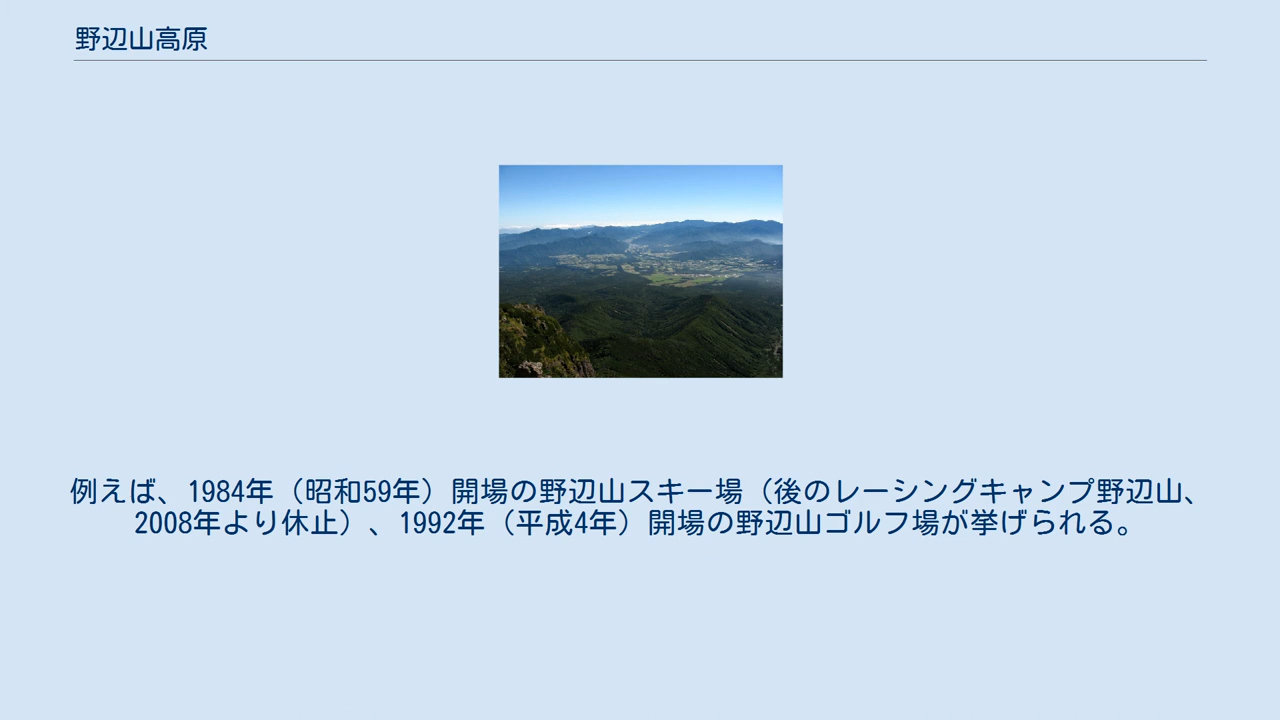 野辺山高原
例えば、1984年（昭和59年）開場の野辺山スキー場（後のレーシングキャンプ野辺山、
2008年より休止）、1992年（平成4年）開場の野辺山ゴルフ場が挙げられる。